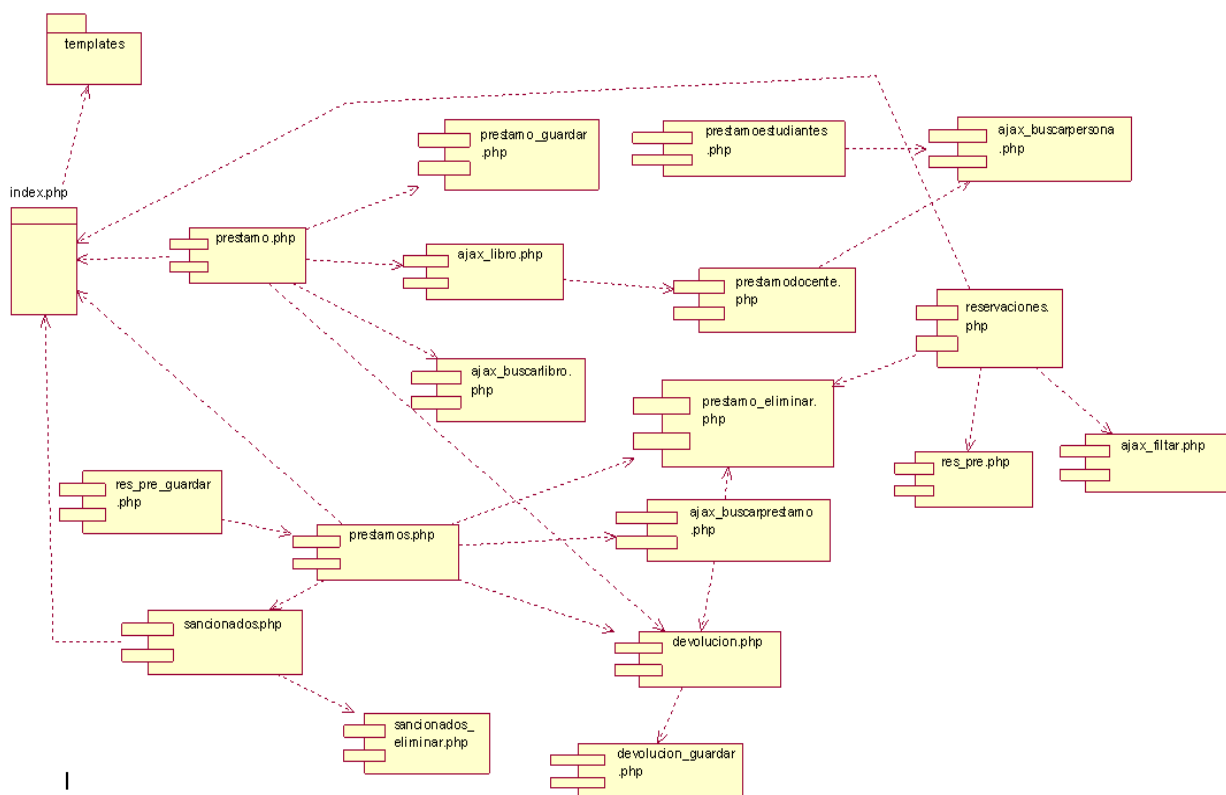 templates
prestamo_guardar
.php
prestamoestudiantes
.php
ajax_buscarpersona
.php
index.php
prestamo.php
ajax_libro.php
prestamodocente.
php
reservaciones.
php
ajax_buscarlibro.
php
prestamo_eliminar.
php
res_pre.php
ajax_filtar.php
res_pre_guardar
.php
prestamos.php
ajax_buscarprestamo
.php
sancionados.php
devolucion.php
sancionados_
eliminar.php
devolucion_guardar
.php